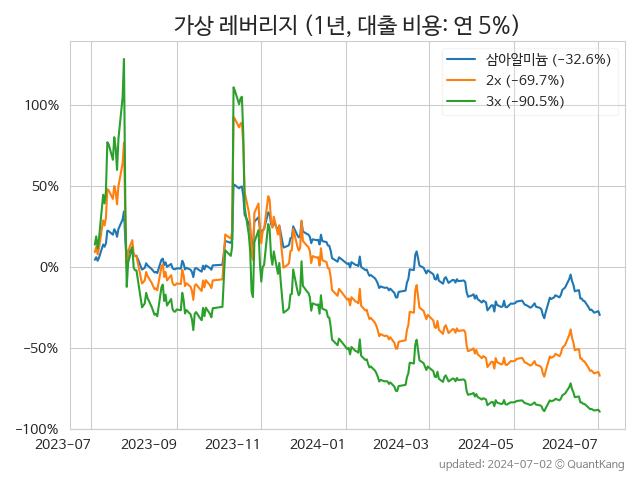 가상 레버리지 (1년, 대출 비용: 연 5%)
삼아알미늄 (-32.6%)
2x (-69.7%)
3x (-90.5%)
100%
50%
0%
-50%
-100%
2023-07 2023-09 2023-11 2024-01 2024-03 2024-05 2024-07
updated: 2024-07-02 © QuantKang